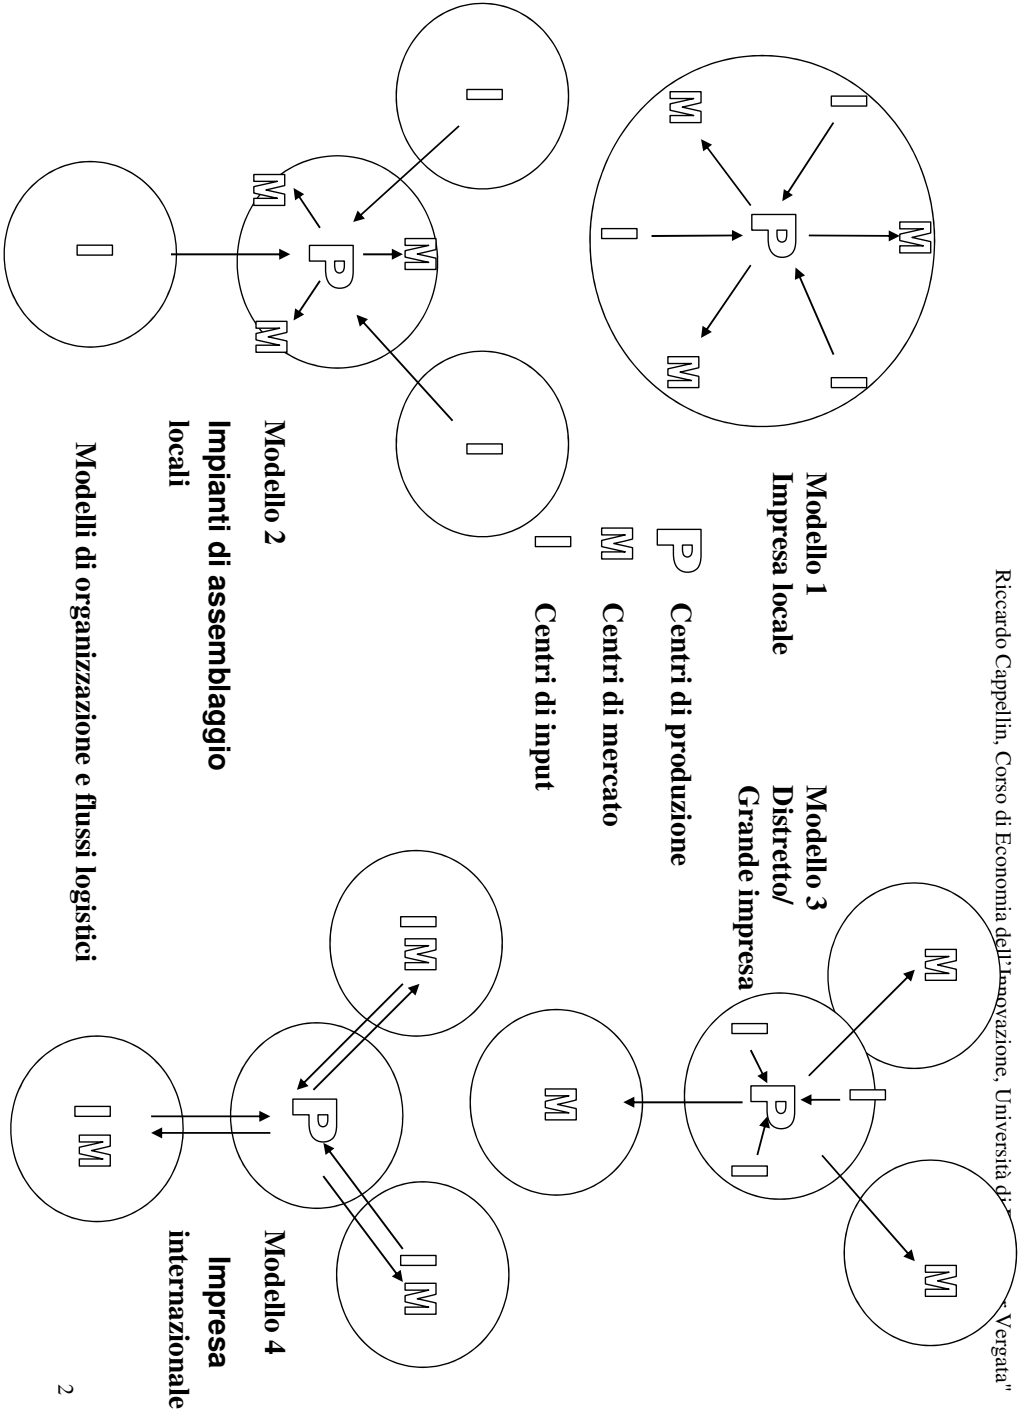 Riccardo Cappellin, Corso di Economia dell'Innovazione, Università di Vergata"
M
I I
P
M M
I
Modello 1
Impresa locale
Modello 3
Distretto/
Grande impresa
M M
I
P
I I
M
P Centri di produzione
M Centri di mercato
I Centri di input
I I
M
P
M M
I
Modello 2
Impianti di assemblaggio
locali
I M I M
P
I M
Modello 4
Impresa
internazionale
Modelli di organizzazione e flussi logistici
2